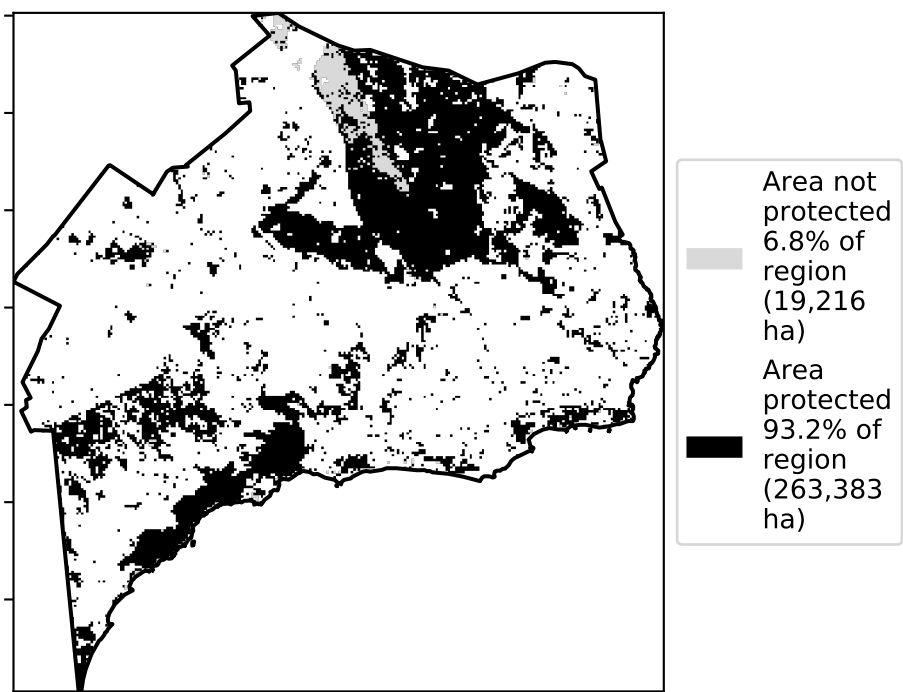 Area not
protected
6.8% of
region
(19,216
ha)
Area
protected
93.2% of
region
(263,383
ha)